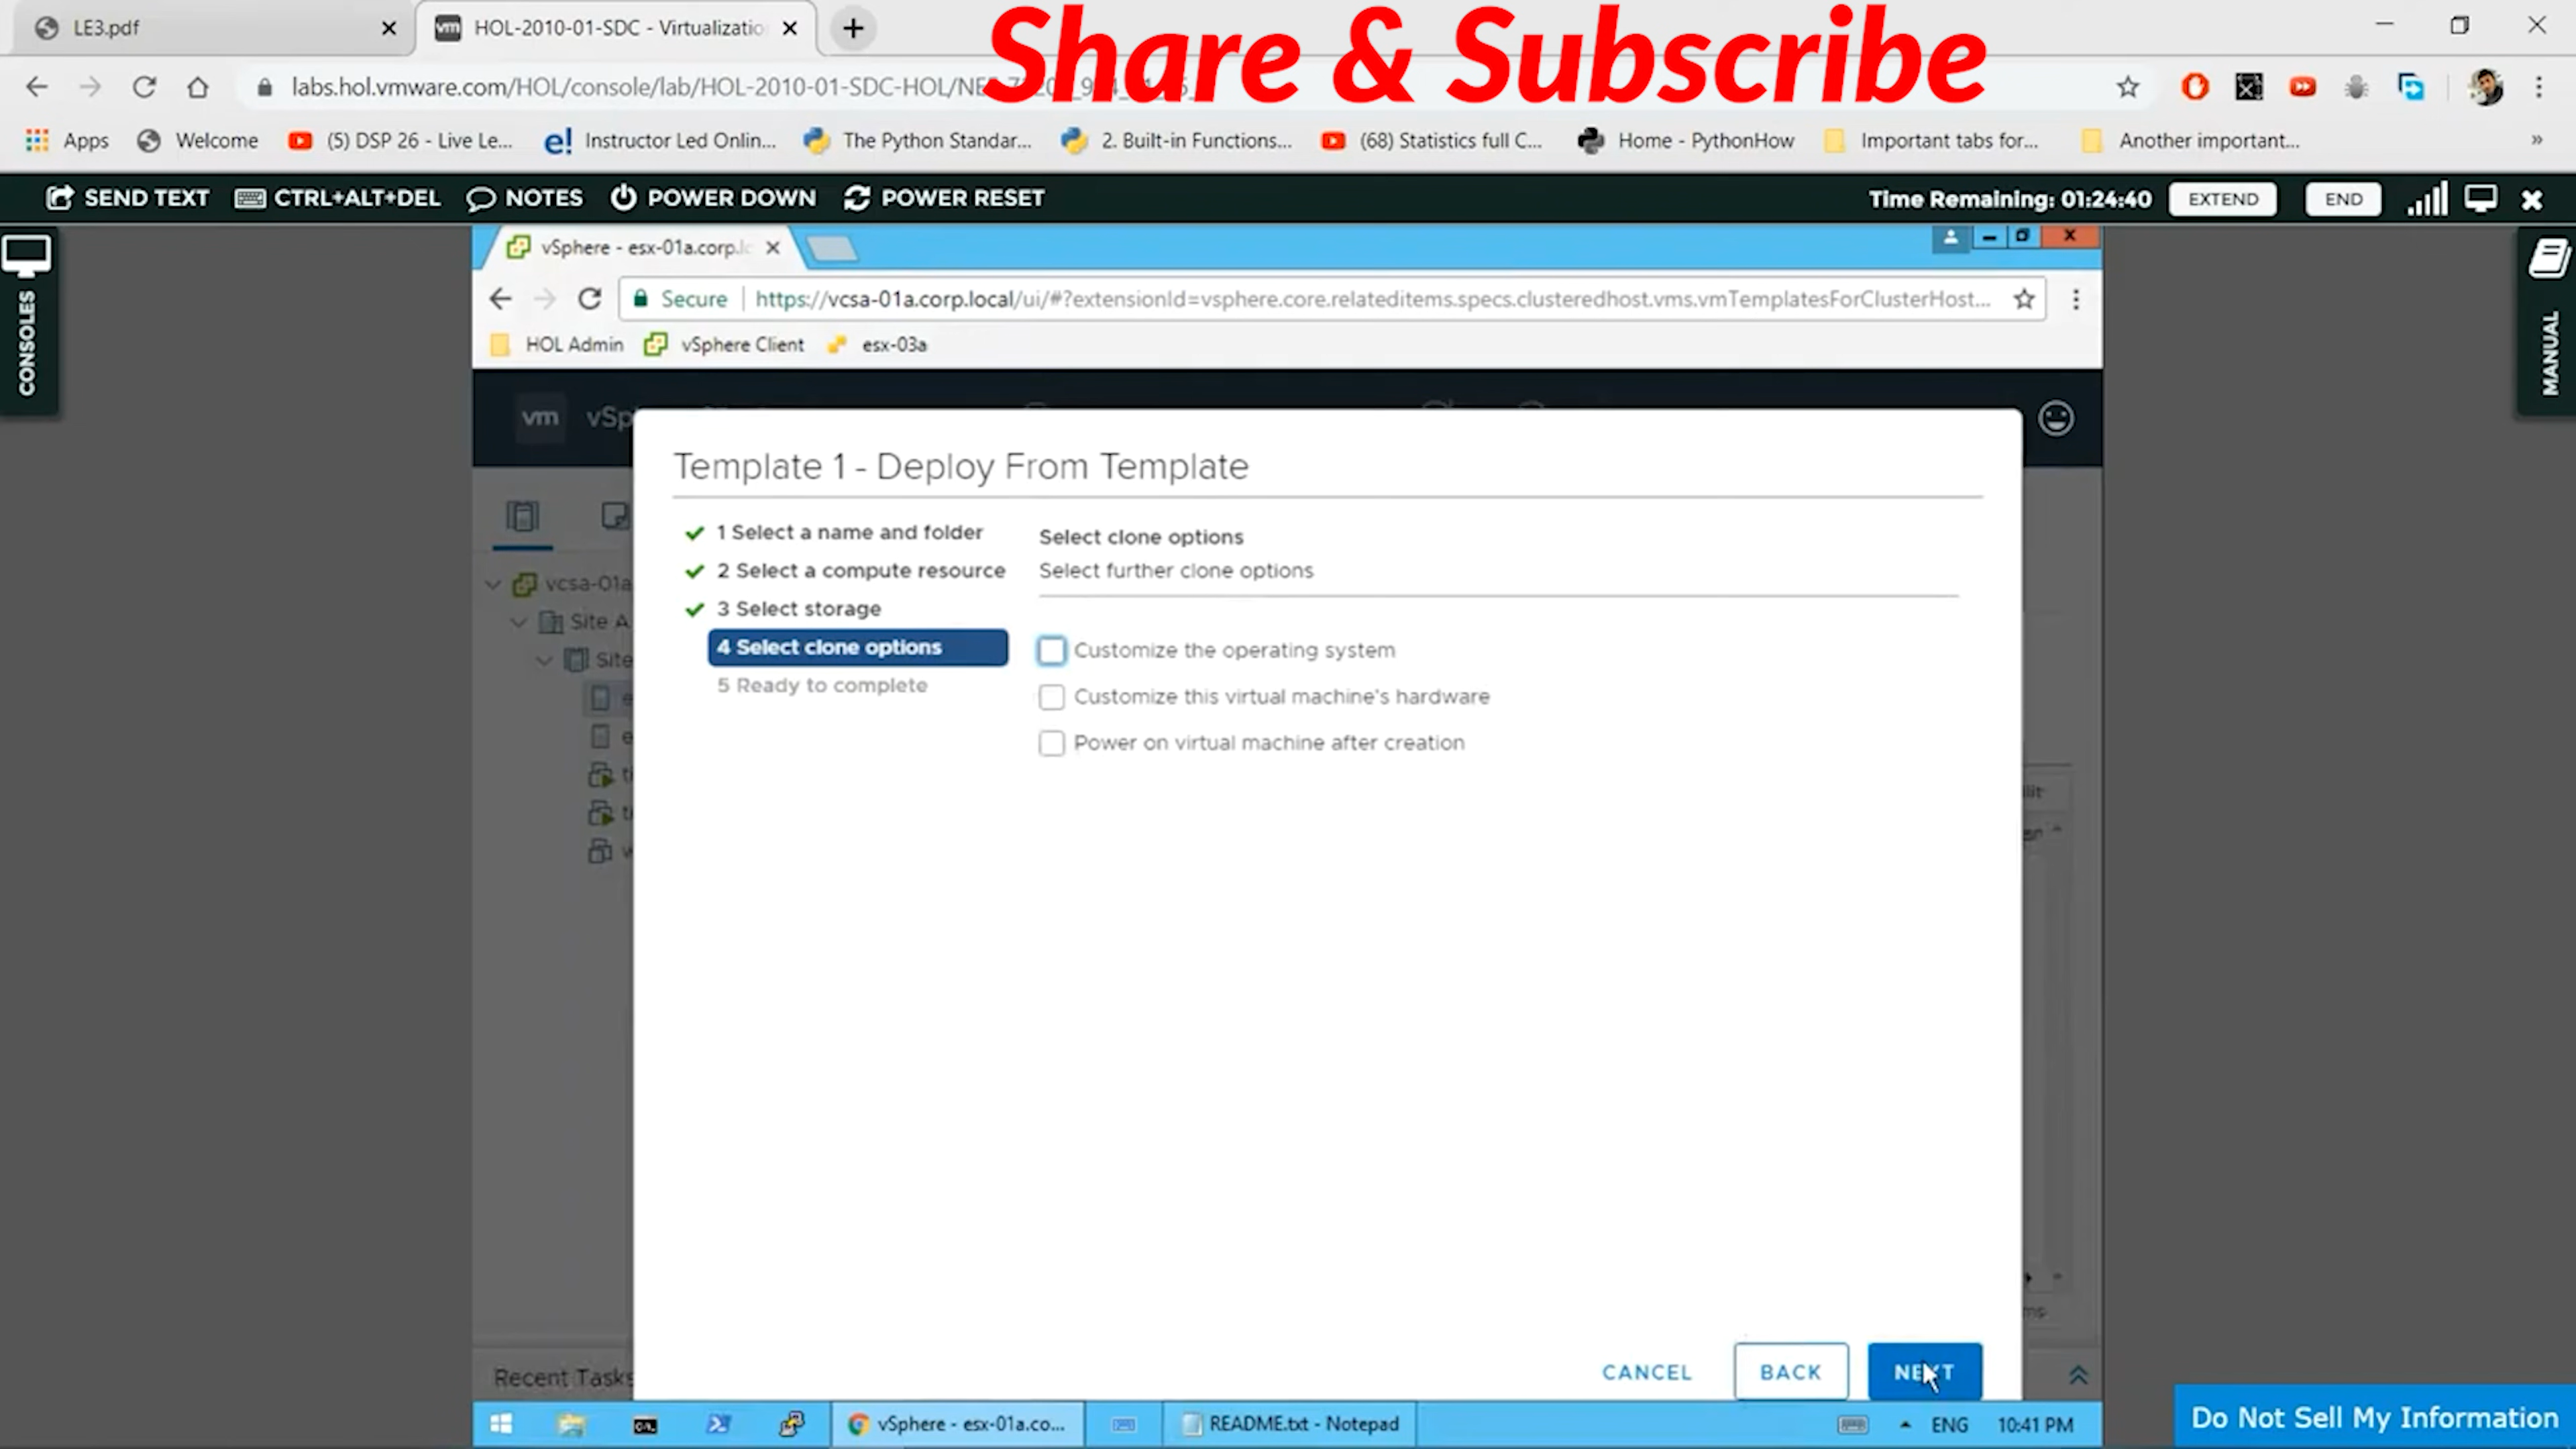 LE3.pdf
HOL-2010-01-SDC - Virtualizatio
Share & Subscribe
labs.hol.vmware.com/HOL/console/lab/HOL-2010-01-SDC-HOL/
Apps
Welcome
(5) DSP 26 - Live Le...
Instructor Led Onlin...
The Python Standar...
2. Built-in Functions...
(68) Statistics full C...
Home - PythonHow
Important tabs for...
Another important...
SEND TEXT
CTRL+ALT+DEL
NOTES
POWER DOWN
POWER RESET
Time Remaining: 01:24:40
EXTEND
END
CONSOLES
MANUAL
vSphere - esx-01a.corp.lo
Secure
https://vcsa-01a.corp.local/ui/#?extensionId=vsphere.core.relateditems.specs.clusteredhost.vms.vmTemplatesForClusterHost...
HOL Admin
vSphere Client
esx-03a
vm
vSp
Template 1 - Deploy From Template
1 Select a name and folder
2 Select a compute resource
3 Select storage
4 Select clone options
5 Ready to complete
Select clone options
Select further clone options
Customize the operating system
Customize this virtual machine's hardware
Power on virtual machine after creation
vcsa-01a
Site A
Site
CANCEL
BACK
NEXT
Recent Tasks
vSphere - esx-01a.co...
README.txt - Notepad
ENG
10:41 PM
Do Not Sell My Information